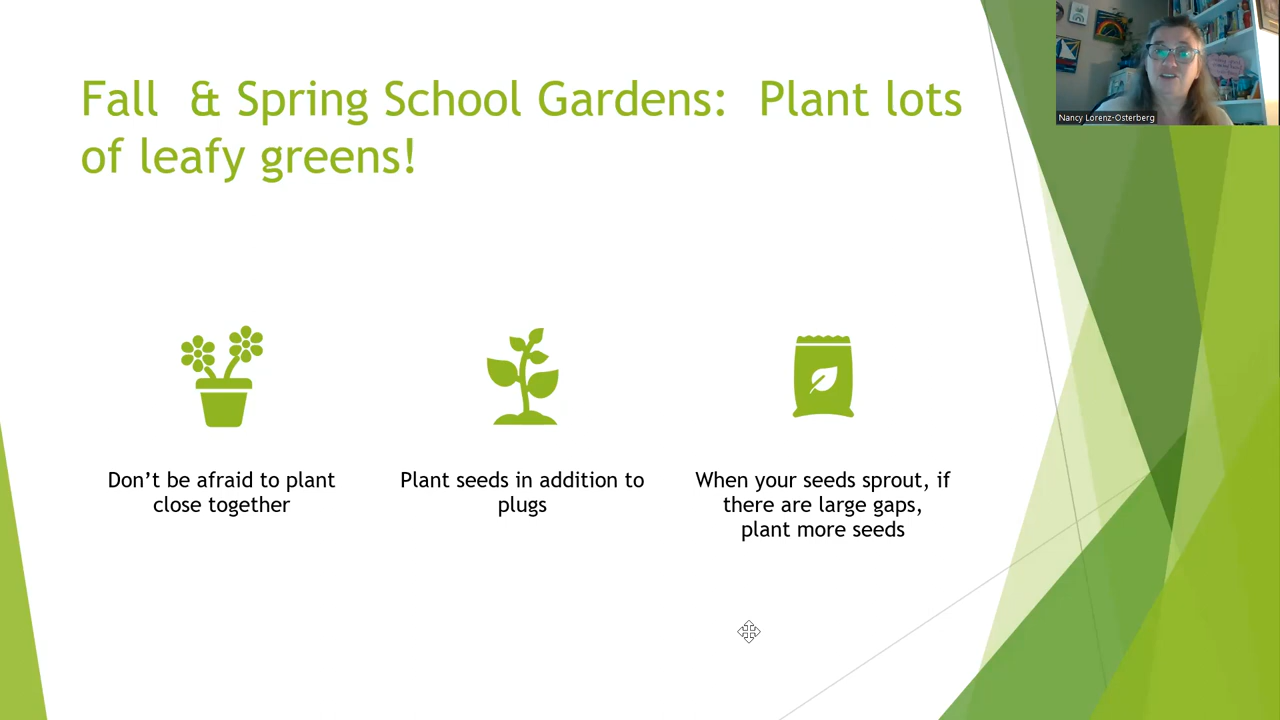 Fall  & Spring School Gardens:  Plant lots
of leafy greens!
Nancy Lorenz-Osterberg
Don’t be afraid to plant
close together
Plant seeds in addition to
plugs
When your seeds sprout, if
there are large gaps,
plant more seeds